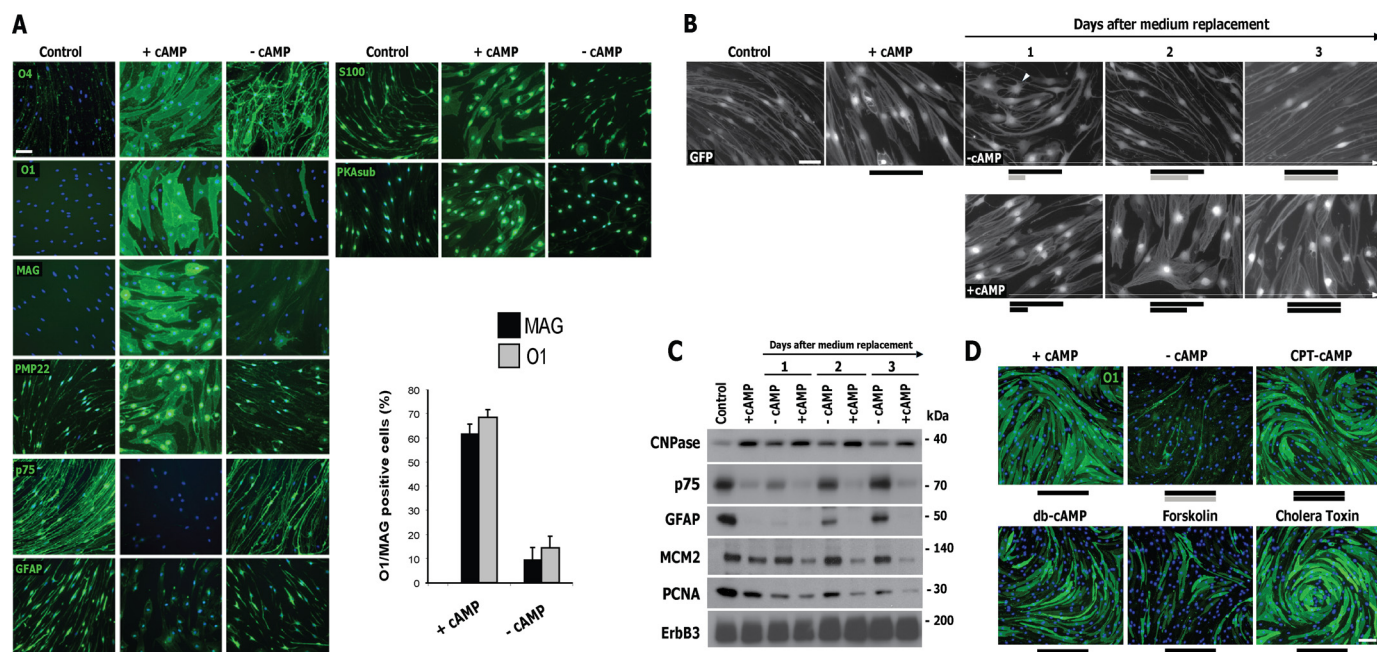 A
Control
+ cAMP
- cAMP
O4
O1
MAG
PMP22
p75
GFAP
Control
+ cAMP
- cAMP
S100
PKAsub
MAG
O1
O1/MAG positive cells (%)
80
70
60
50
40
30
20
10
0
+ cAMP
- cAMP
B
Days after medium replacement
Control
+ cAMP
1
2
3
GFP
-cAMP
+cAMP
C
Days after medium replacement
1
2
3
Control
+cAMP
- cAMP
+cAMP
- cAMP
+cAMP
- cAMP
+cAMP
kDa
CNPase
- 40
p75
- 70
GFAP
- 50
MCM2
- 140
PCNA
- 30
ErbB3
- 200
D
+ cAMP
- cAMP
CPT-cAMP
O1
db-cAMP
Forskolin
Cholera Toxin